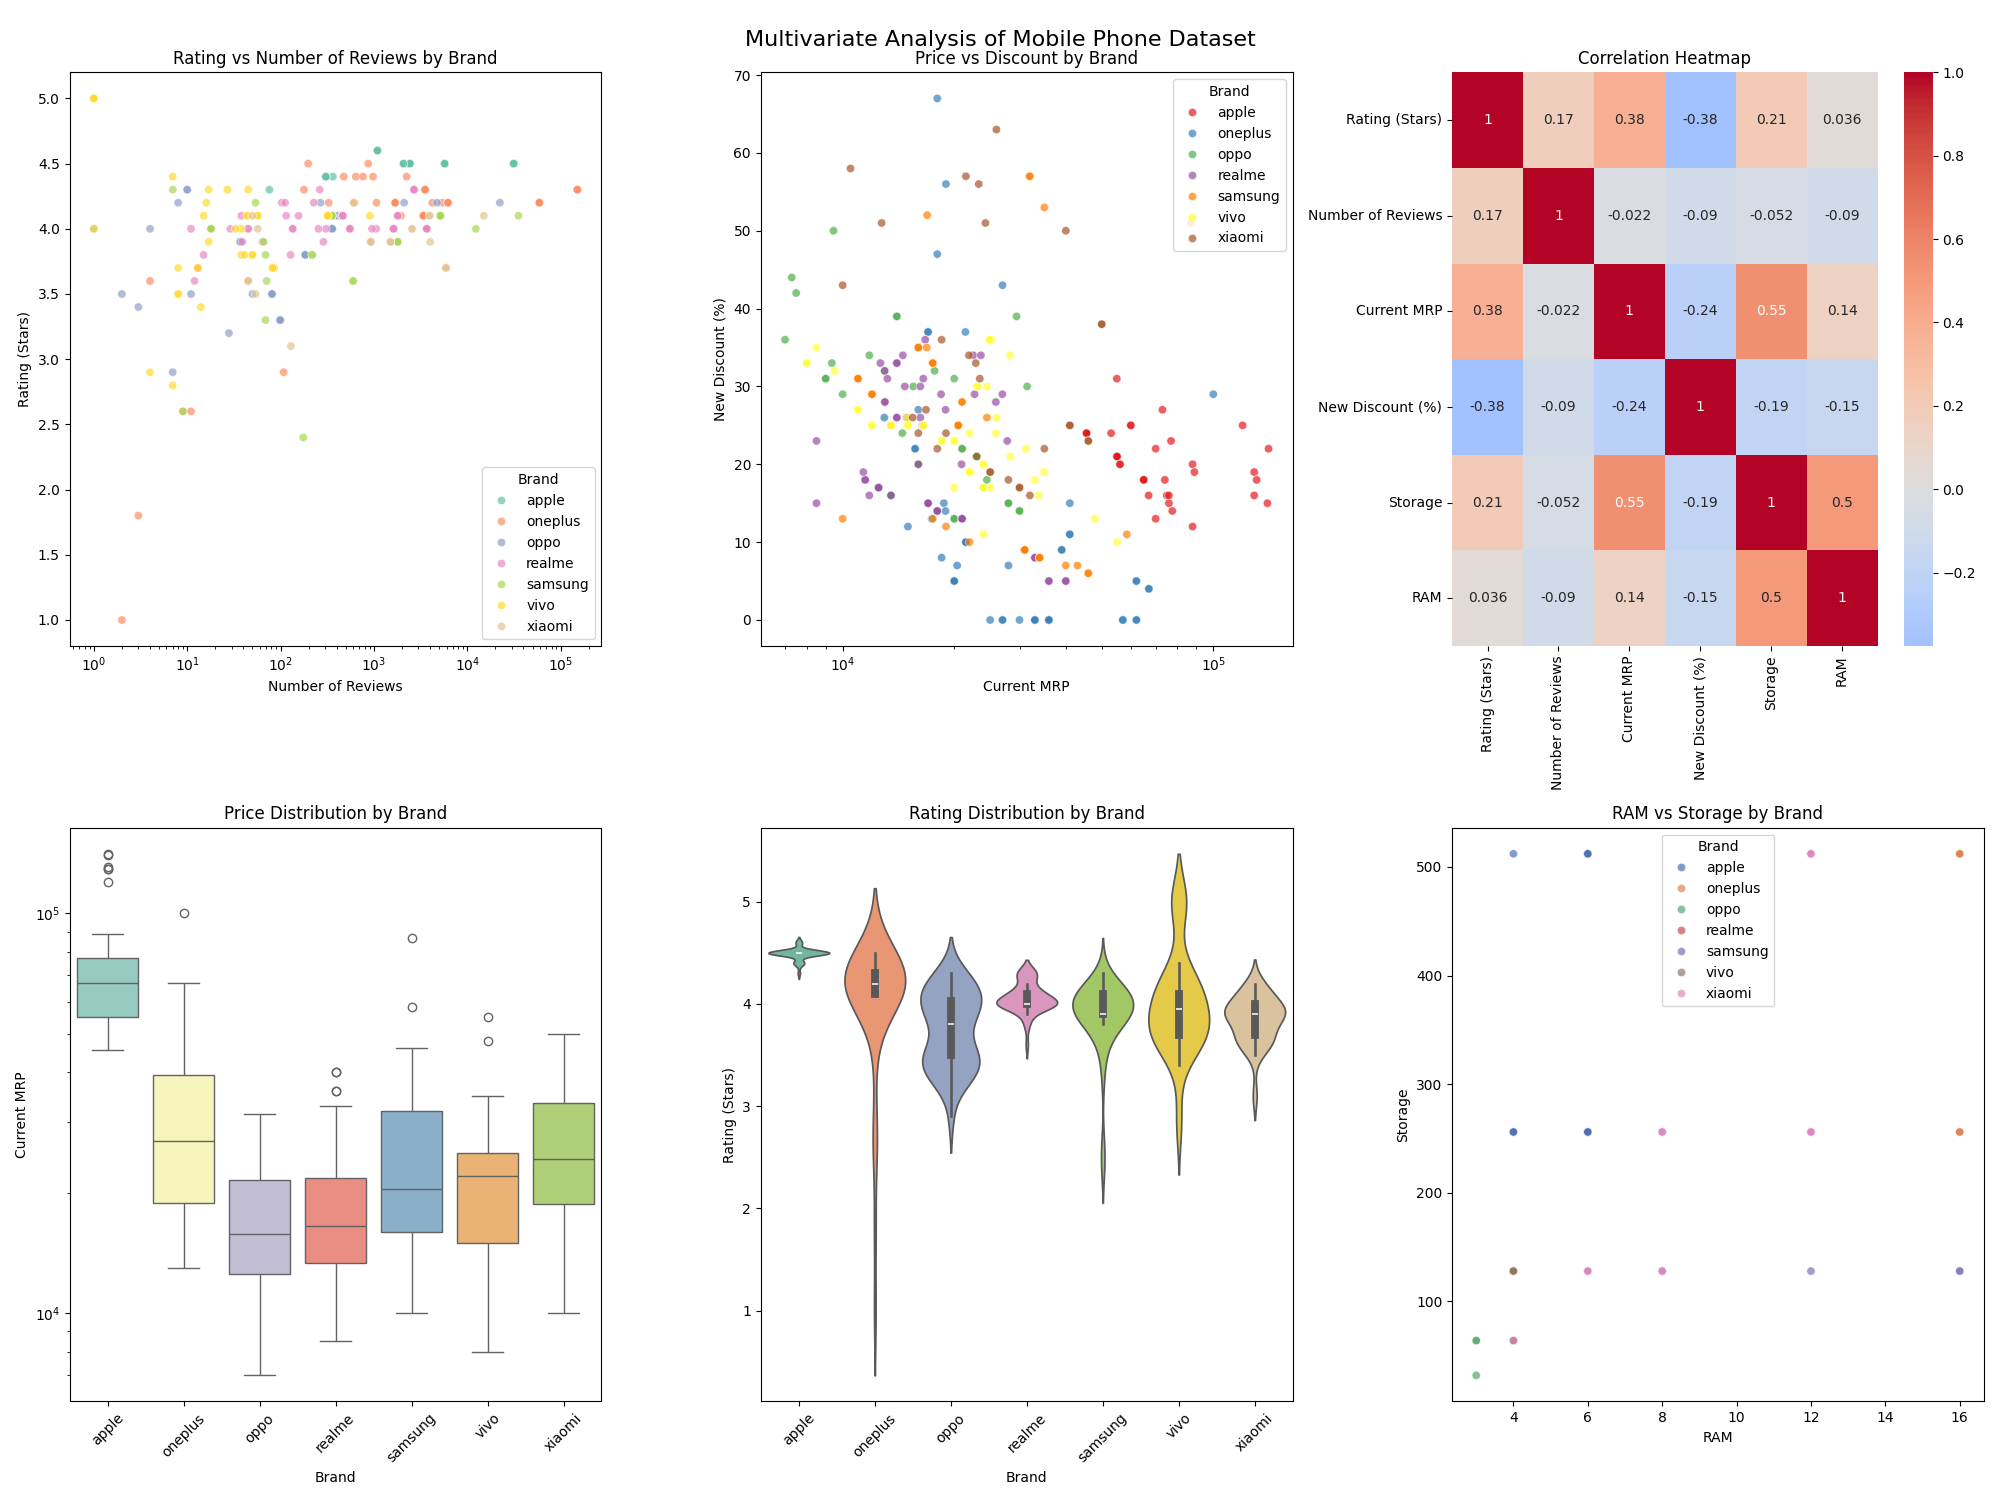 Multivariate Analysis of Mobile Phone Dataset
Rating vs Number of Reviews by Brand
5.0
4.5
4.0
3.5
3.0
2.5
2.0
1.5
1.0
Rating (Stars)
Brand
apple
oneplus
oppo
realme
samsung
vivo
xiaomi
10^0
10^1
10^2
10^3
10^4
10^5
Number of Reviews
Price vs Discount by Brand
70
60
50
40
30
20
10
0
New Discount (%)
Brand
apple
oneplus
oppo
realme
samsung
vivo
xiaomi
10^4
10^5
Current MRP
Correlation Heatmap
Rating (Stars)
1 0.17 0.38 -0.38 0.21 0.036
Number of Reviews
0.17 1 -0.022 -0.09 -0.052 -0.09
Current MRP
0.38 -0.022 1 -0.24 0.55 0.14
New Discount (%)
-0.38 -0.09 -0.24 1 -0.19 -0.15
Storage
0.21 -0.052 0.55 -0.19 1 0.5
RAM
0.036 -0.09 0.14 -0.15 0.5 1
Rating (Stars)
Number of Reviews
Current MRP
New Discount (%)
Storage
RAM
1.0
0.8
0.6
0.4
0.2
0.0
−0.2
Price Distribution by Brand
10^5
10^4
Current MRP
apple
oneplus
oppo
realme
samsung
vivo
xiaomi
Brand
Rating Distribution by Brand
5
4
3
2
1
Rating (Stars)
apple
oneplus
oppo
realme
samsung
vivo
xiaomi
Brand
RAM vs Storage by Brand
500
400
300
200
100
Storage
Brand
apple
oneplus
oppo
realme
samsung
vivo
xiaomi
4
6
8
10
12
14
16
RAM